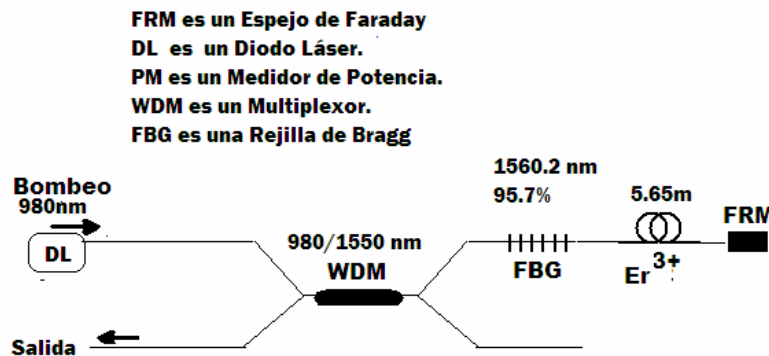 FRM es un Espejo de Faraday
DL es un Diodo Láser.
PM es un Medidor de Potencia.
WDM es un Multiplexor.
FBG es una Rejilla de Bragg
1560.2 nm
95.7%
5.65m
FRM
Bombeo
980nm
DL
980/1550 nm
WDM
FBG
Er 3+
Salida